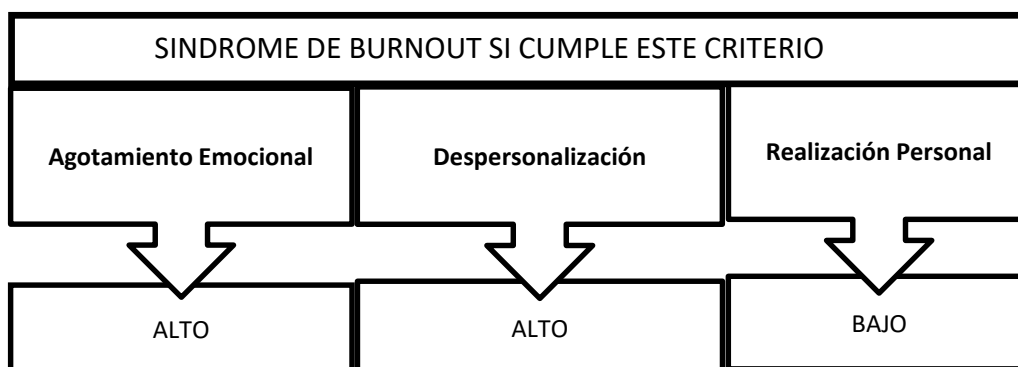 SINDROME DE BURNOUT SI CUMPLE ESTE CRITERIO
Agotamiento Emocional
Despersonalización
Realización Personal
ALTO
ALTO
BAJO